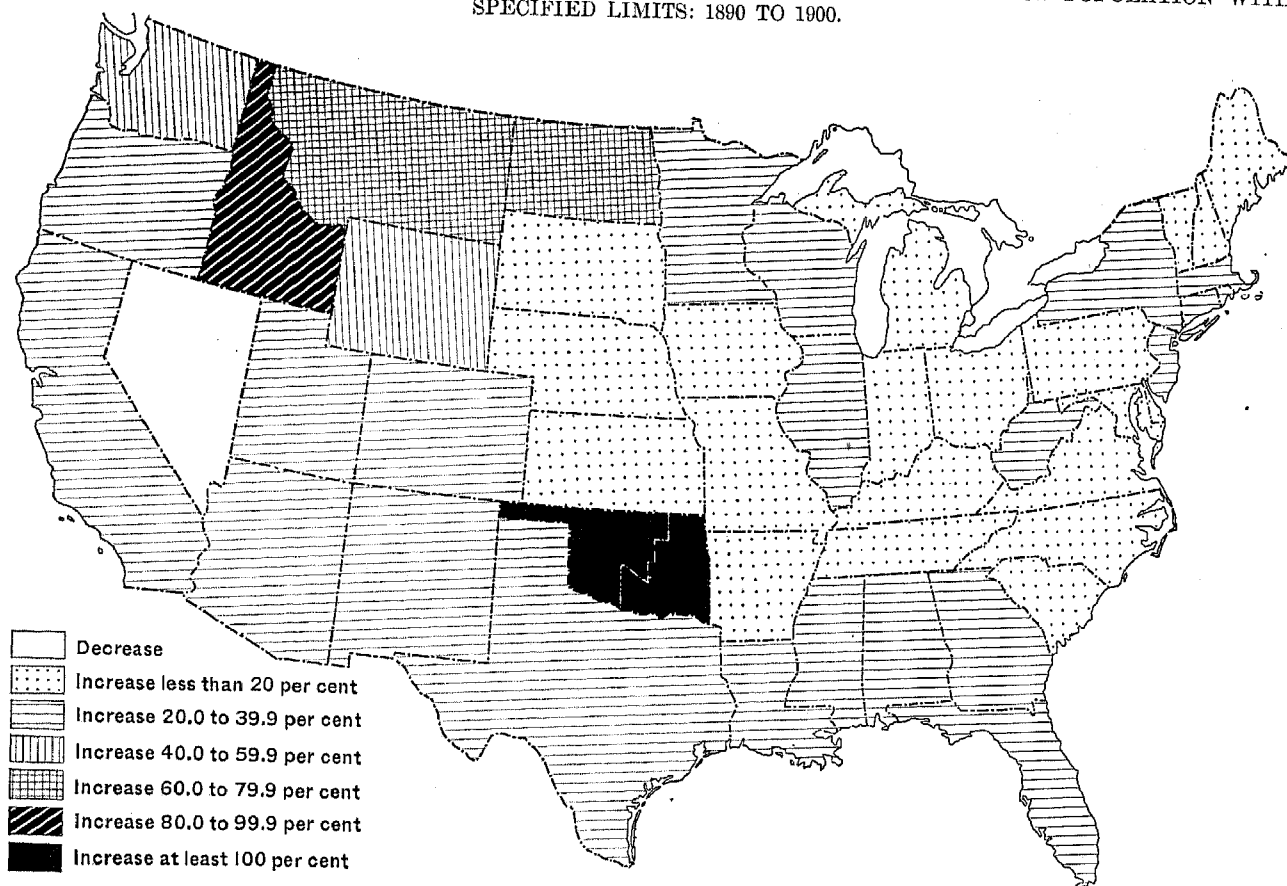 POPULATION WITHIN
SPECIFIED LIMITS: 1890 TO 1900.
Decrease
Increase less than 20 per cent
Increase 20.0 to 39.9 per cent
Increase 40.0 to 59.9 per cent
Increase 60.0 to 79.9 per cent
Increase 80.0 to 99.9 per cent
Increase at least 100 per cent